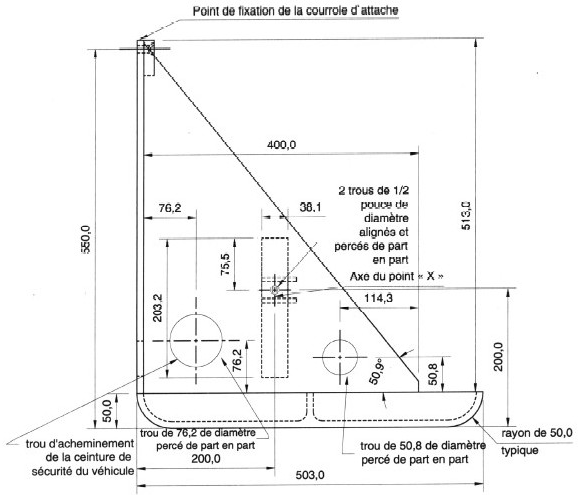 Point de fixation de la courroie d'attache
400,0
76,2
38,1
2 trous de 1/2
pouce de
diamètre
alignés et
percés de part
en part
Axe du point « X »
513,0
550,0
75,5
203,2
114,3
76,2
50,9°
50,8
200,0
50,0
trou d'acheminement
de la ceinture de
sécurité du véhicule
trou de 76,2 de diamètre
percé de part en part
200,0
503,0
trou de 50,8 de diamètre
percé de part en part
rayon de 50,0
typique